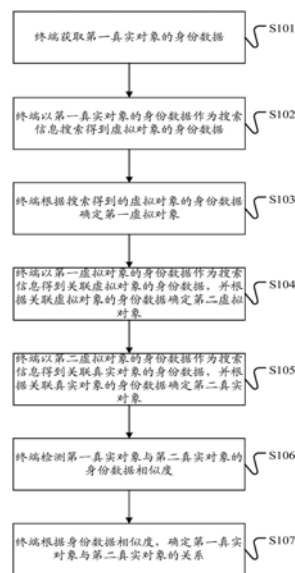 终端获取第一真实对象的身份数据
S101
终端以第一真实对象的身份数据作为搜索
信息搜索得到虚拟对象的身份数据
S102
终端根据搜索得到的虚拟对象的身份数据
确定第一虚拟对象
S103
终端以第一虚拟对象的身份数据作为搜索
信息得到关联虚拟对象的身份数据，并根
据关联虚拟对象的身份数据确定第二虚拟
对象
S104
终端以第二虚拟对象的身份数据作为搜索
信息得到关联真实对象的身份数据，并根
据关联真实对象的身份数据确定第二真实
对象
S105
终端检测第一真实对象与第二真实对象的
身份数据相似度
S106
终端根据身份数据相似度，确定第一真实
对象与第二真实对象的关系
S107